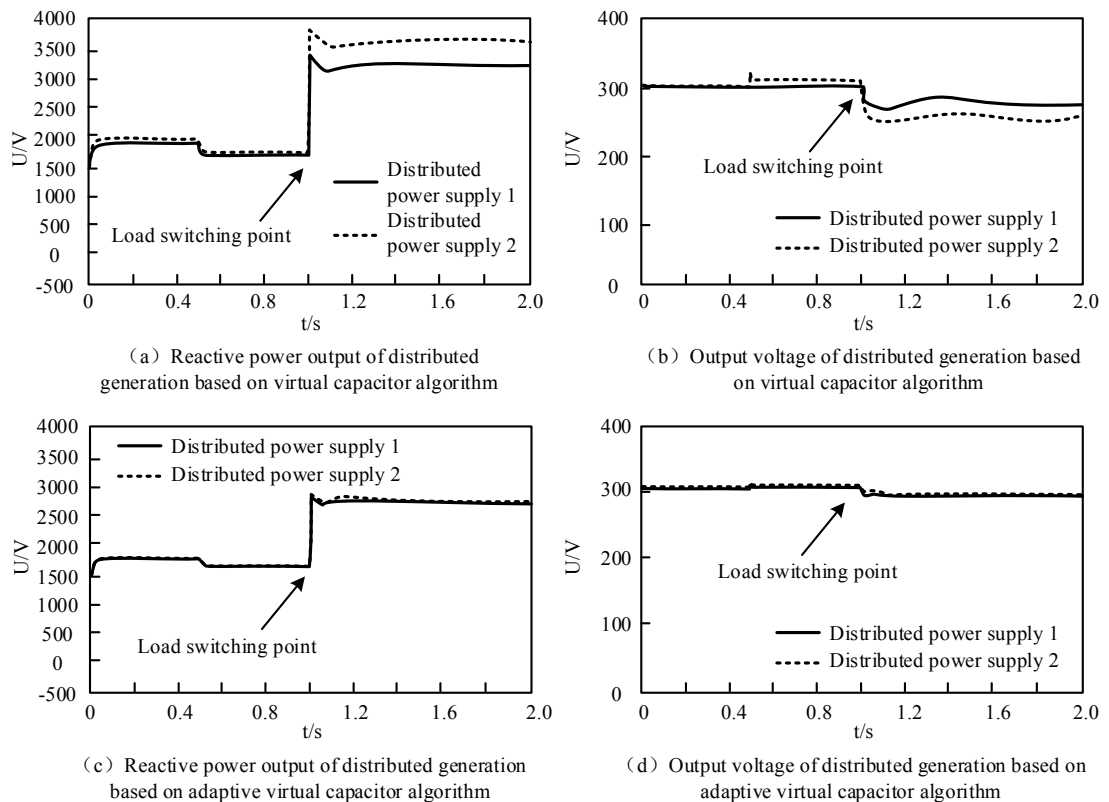 4000
3500
3000
2500
2000
1500
1000
500
0
-500
U/V
Distributed
power supply 1
Distributed
power supply 2
Load switching point
0
0.4
0.8
1.2
1.6
2.0
t/s
（a）Reactive power output of distributed
generation based on virtual capacitor algorithm
400
300
200
100
0
U/V
Load switching point
Distributed power supply 1
Distributed power supply 2
0
0.4
0.8
1.2
1.6
2.0
t/s
（b）Output voltage of distributed generation based
on virtual capacitor algorithm
4000
3500
3000
2500
2000
1500
1000
500
0
-500
U/V
Distributed power supply 1
Distributed power supply 2
Load switching point
0
0.4
0.8
1.2
1.6
2.0
t/s
（c）Reactive power output of distributed generation
based on adaptive virtual capacitor algorithm
400
300
200
100
0
U/V
Load switching point
Distributed power supply 1
Distributed power supply 2
0
0.4
0.8
1.2
1.6
2.0
t/s
（d）Output voltage of distributed generation based on
adaptive virtual capacitor algorithm